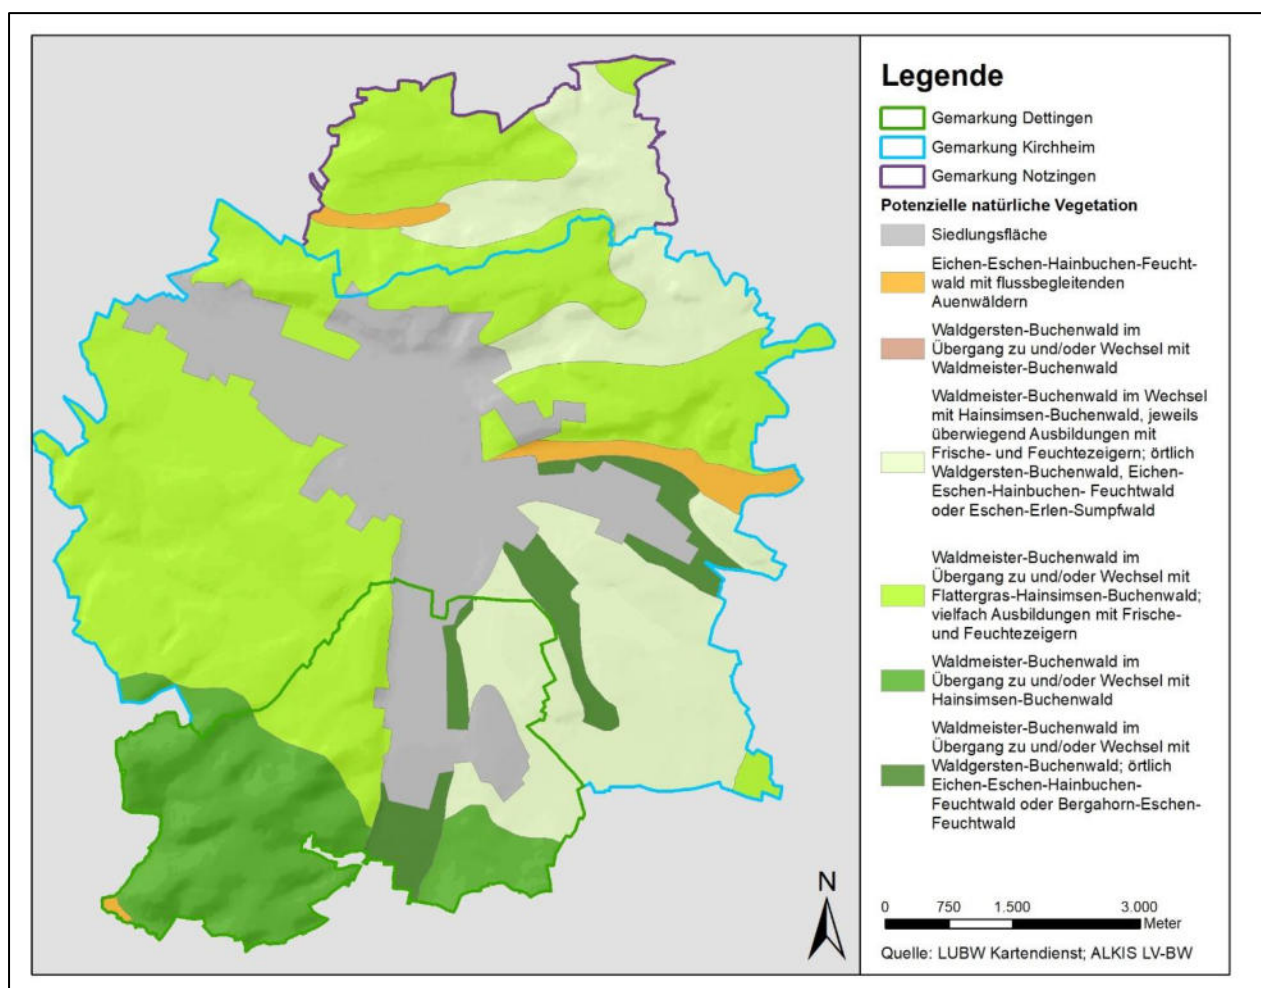 Legende
Gemarkung Dettingen
Gemarkung Kirchheim
Gemarkung Notzingen
Potenzielle natürliche Vegetation
Siedlungsfläche
Eichen-Eschen-Hainbuchen-Feucht-
wald mit flussbegleitenden
Auenwäldern
Waldgersten-Buchenwald im
Übergang zu und/oder Wechsel mit
Waldmeister-Buchenwald
Waldmeister-Buchenwald im Wechsel
mit Hainsimsen-Buchenwald, jeweils
überwiegend Ausbildungen mit
Frische- und Feuchtezeigern; örtlich
Waldgersten-Buchenwald, Eichen-
Eschen-Hainbuchen- Feuchtwald
oder Eschen-Erlen-Sumpfwald
Waldmeister-Buchenwald im
Übergang zu und/oder Wechsel mit
Flattergras-Hainsimsen-Buchenwald;
vielfach Ausbildungen mit Frische-
und Feuchtezeigern
Waldmeister-Buchenwald im
Übergang zu und/oder Wechsel mit
Hainsimsen-Buchenwald
Waldmeister-Buchenwald im
Übergang zu und/oder Wechsel mit
Waldgersten-Buchenwald; örtlich
Eichen-Eschen-Hainbuchen-
Feuchtwald oder Bergahorn-Eschen-
Feuchtwald
N
0 750 1.500 3.000
Meter
Quelle: LUBW Kartendienst; ALKIS LV-BW